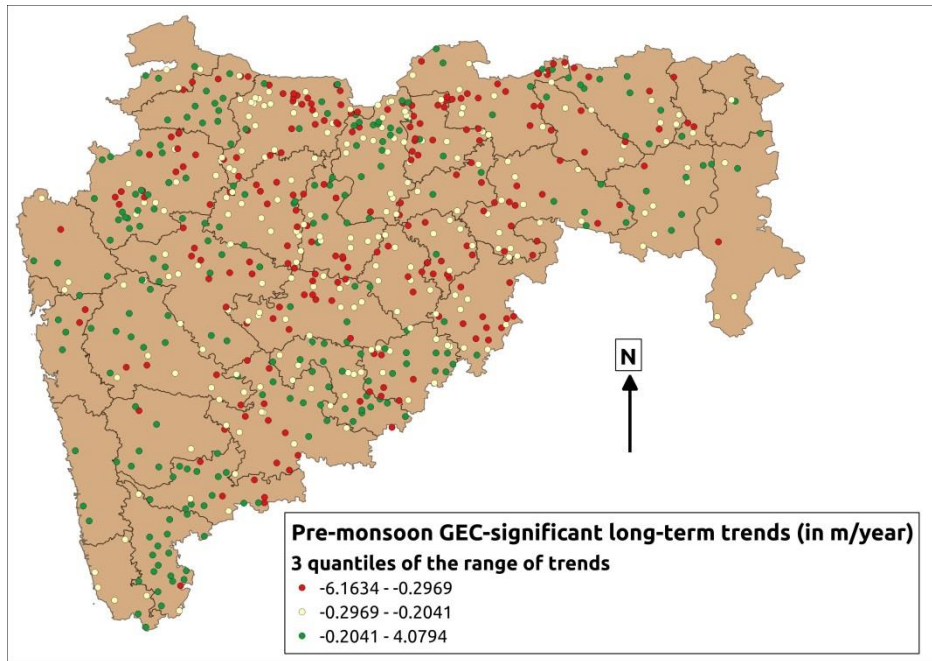 N
Pre-monsoon GEC-significant long-term trends (in m/year)
3 quantiles of the range of trends
-6.1634 - -0.2969
-0.2969 - -0.2041
-0.2041 - 4.0794